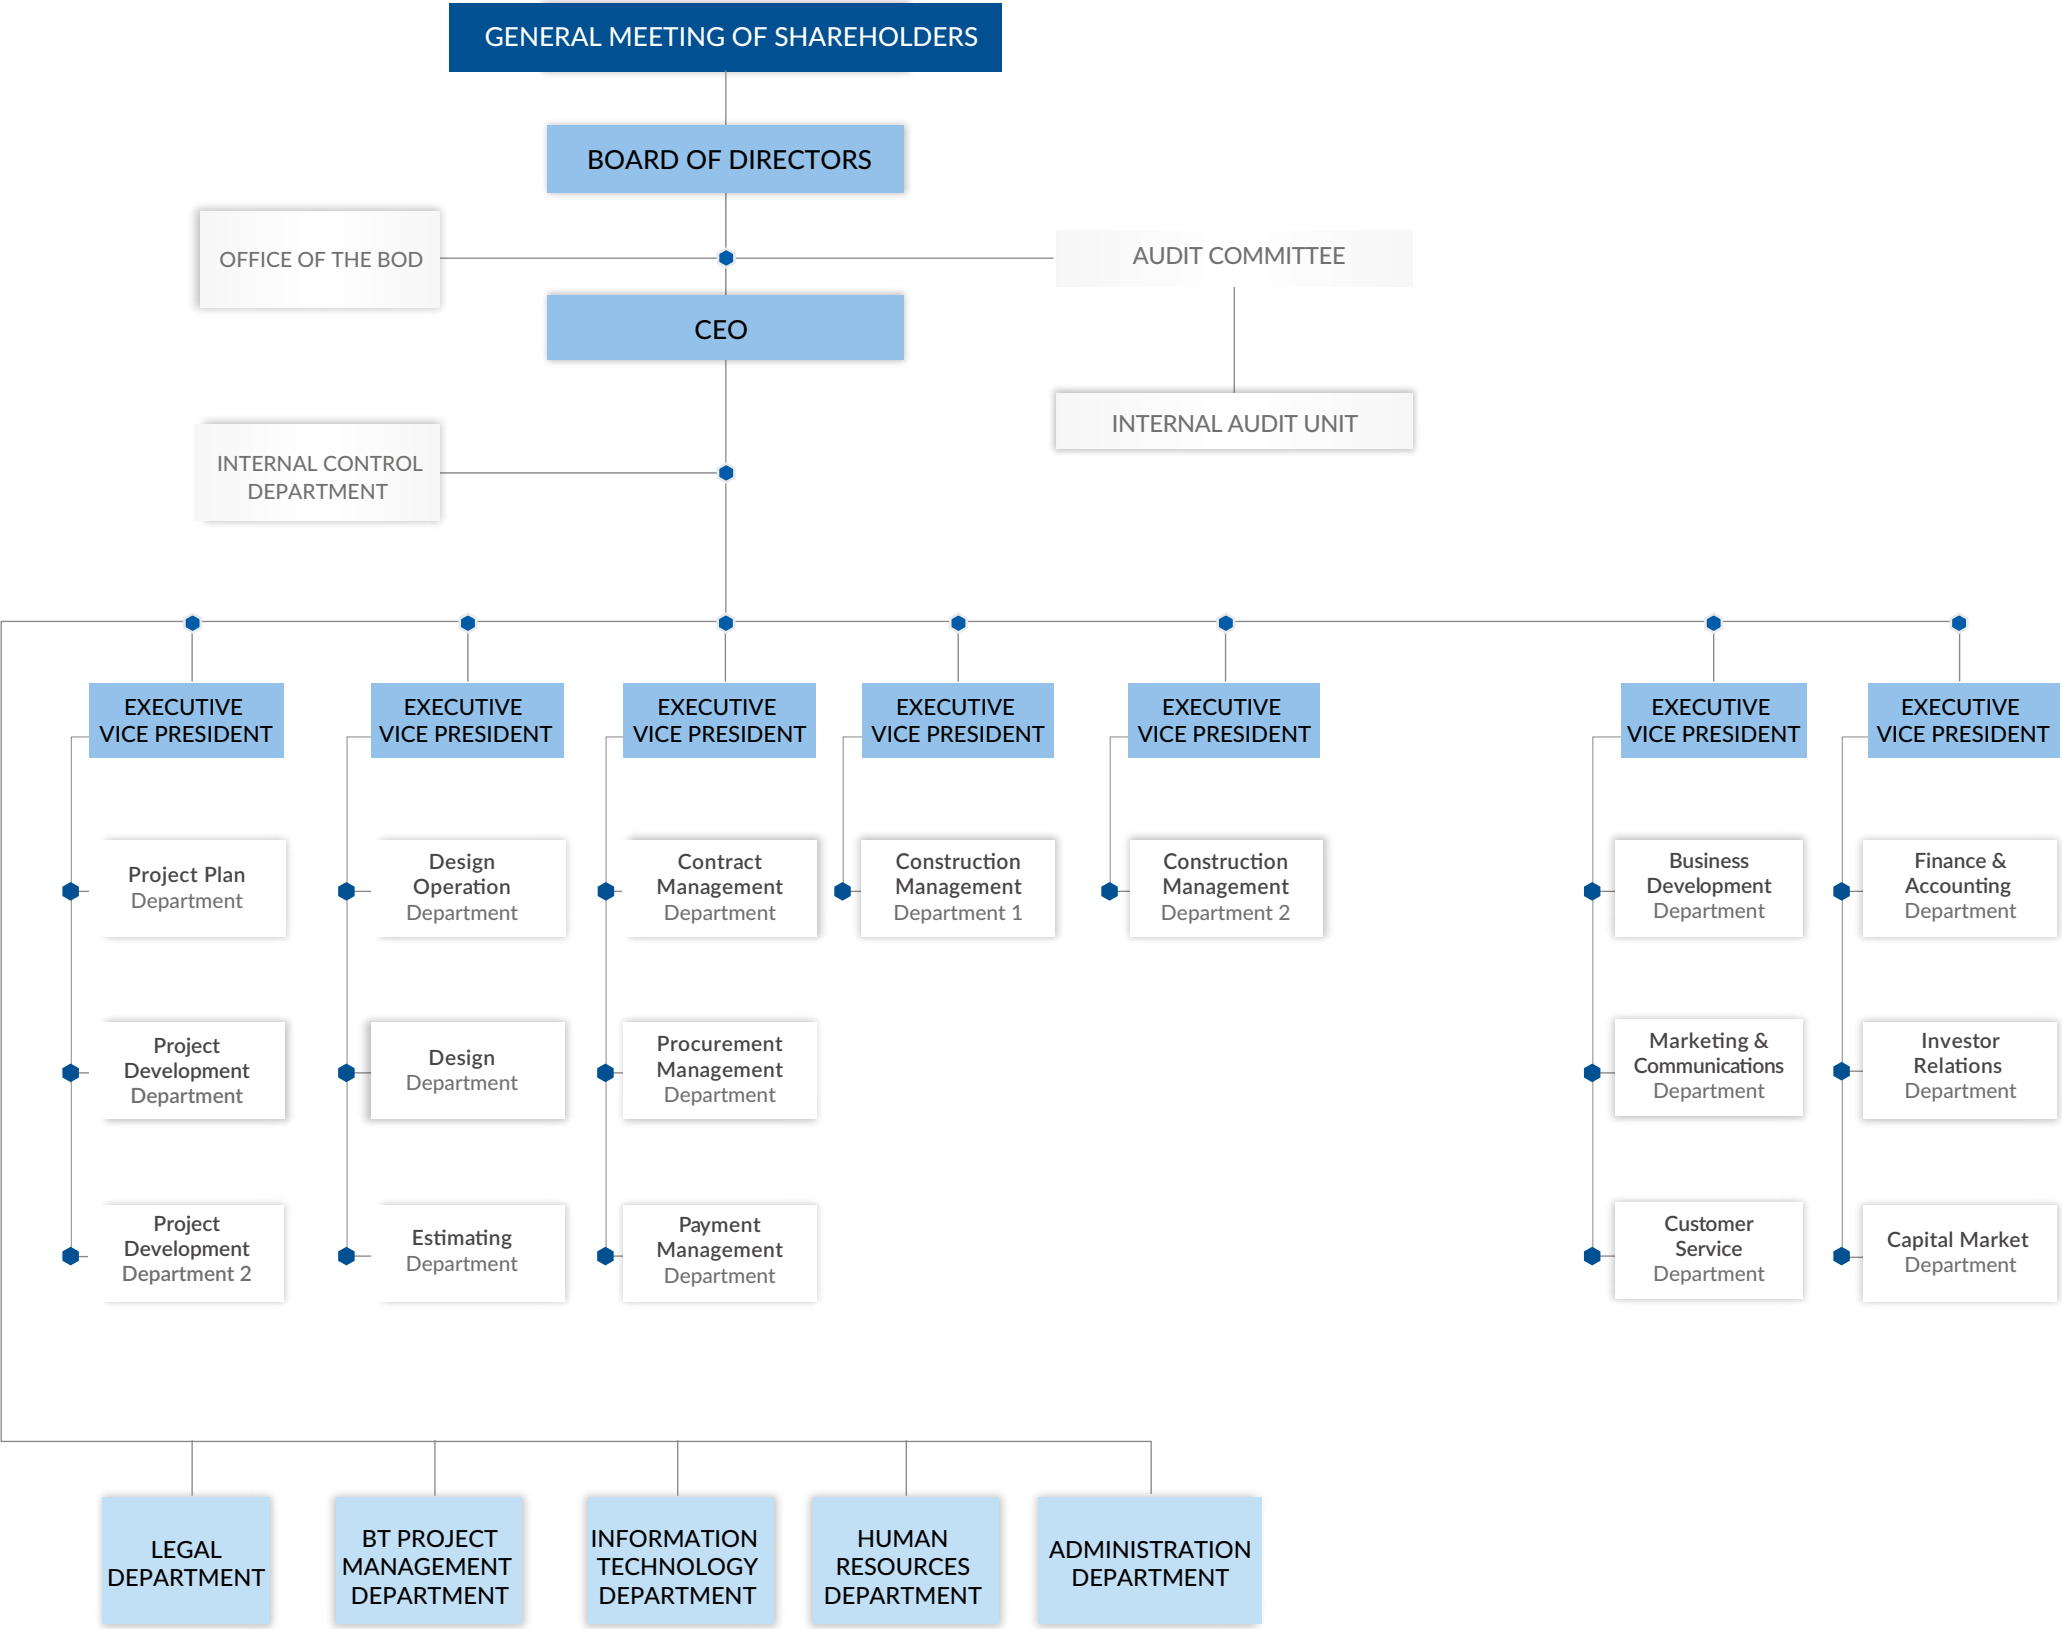 GENERAL MEETING OF SHAREHOLDERS
BOARD OF DIRECTORS
OFFICE OF THE BOD
AUDIT COMMITTEE
CEO
INTERNAL AUDIT UNIT
INTERNAL CONTROL
DEPARTMENT
EXECUTIVE
VICE PRESIDENT
EXECUTIVE
VICE PRESIDENT
EXECUTIVE
VICE PRESIDENT
EXECUTIVE
VICE PRESIDENT
EXECUTIVE
VICE PRESIDENT
EXECUTIVE
VICE PRESIDENT
EXECUTIVE
VICE PRESIDENT
Project Plan
Department
Design
Operation
Department
Contract
Management
Department
Construction
Management
Department 1
Construction
Management
Department 2
Business
Development
Department
Finance &
Accounting
Department
Project
Development
Department
Design
Department
Procurement
Management
Department
Marketing &
Communications
Department
Investor
Relations
Department
Project
Development
Department 2
Estimating
Department
Payment
Management
Department
Customer
Service
Department
Capital Market
Department
LEGAL
DEPARTMENT
BT PROJECT
MANAGEMENT
DEPARTMENT
INFORMATION
TECHNOLOGY
DEPARTMENT
HUMAN
RESOURCES
DEPARTMENT
ADMINISTRATION
DEPARTMENT